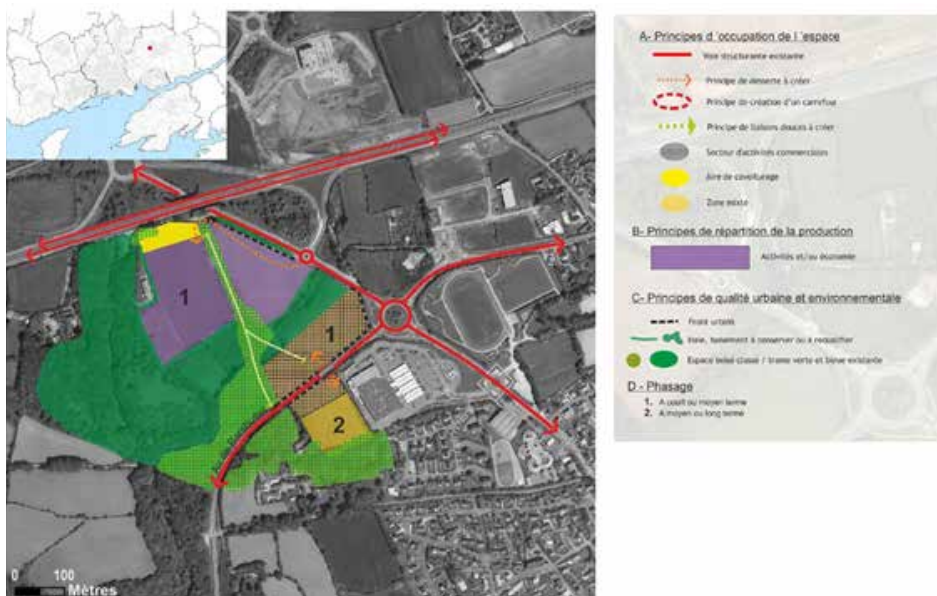 1
1
2
0 100
Mètres
A- Principes d 'occupation de l 'espace
Voie structurante existante
Principe de desserte à créer
Principe de création d'un carrefour
Principe de liaisons douces à créer
Secteur d'activités commerciales
Aire de covoiturage
Zone mixte
B- Principes de répartition de la production
Activités et/ou économie
C- Principes de qualité urbaine et environnementale
Front urbain
Haie, boisement à conserver ou à requalifier
Espace boisé classé / trame verte et bleue existante
D - Phasage
1. A court ou moyen terme
2. A moyen ou long terme